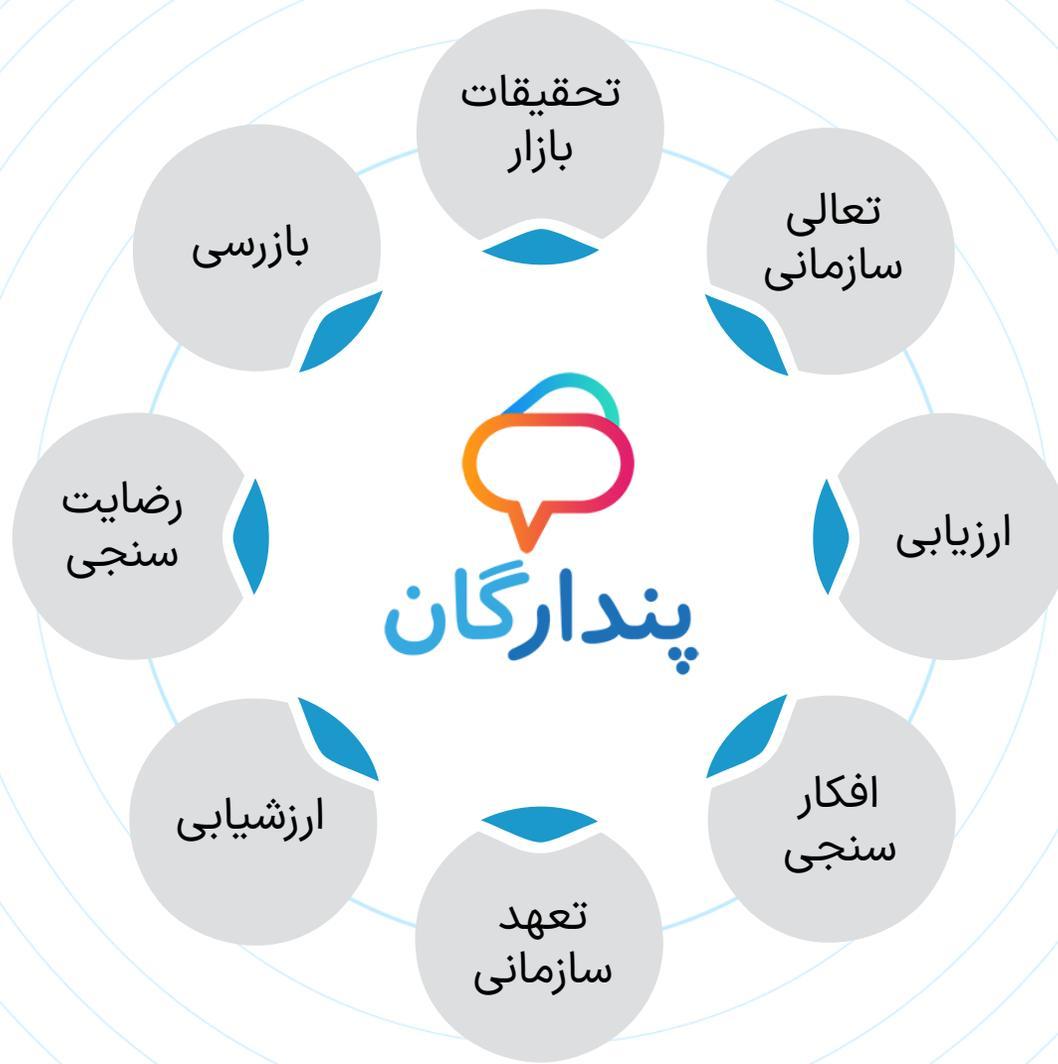 تحقیقات
بازار
تعالی
سازمانی
بازرسی
ارزیابی
رضایت
سنجی
پندارگان
افکار
سنجی
ارزشیابی
تعهد
سازمانی